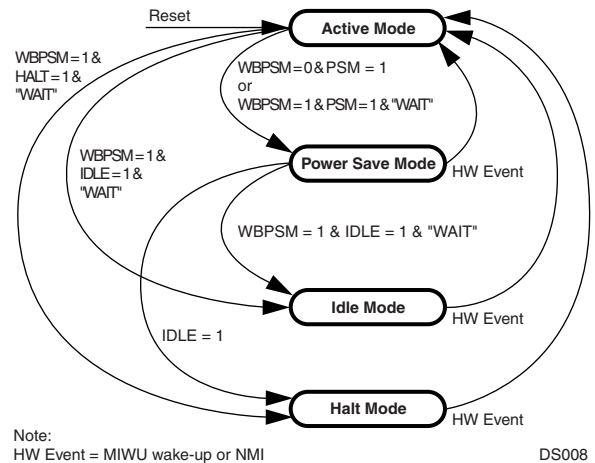 Reset
Active Mode
WBPSM=1&
HALT=1&
"WAIT"
WBPSM=0&PSM = 1
or
WBPSM=1&PSM=1&"WAIT"
WBPSM=1&
IDLE=1&
"WAIT"
Power Save Mode
HW Event
WBPSM = 1 & IDLE = 1 & "WAIT"
Idle Mode
HW Event
IDLE = 1
Halt Mode
HW Event
Note:
HW Event = MIWU wake-up or NMI
DS008